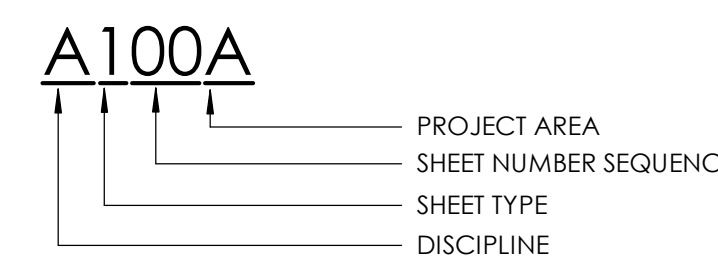 A100A
PROJECT AREA
SHEET NUMBER SEQUENC
SHEET TYPE
DISCIPLINE